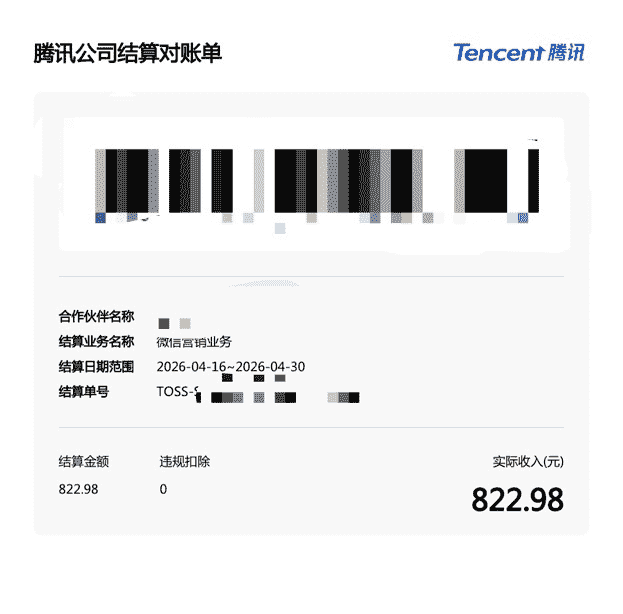 腾讯公司结算对账单
Tencent 腾讯
合作伙伴名称
结算业务名称 微信营销业务
结算日期范围 2026-04-16~2026-04-30
结算单号 TOSS-
结算金额 违规扣除 实际收入(元)
822.98 0 822.98